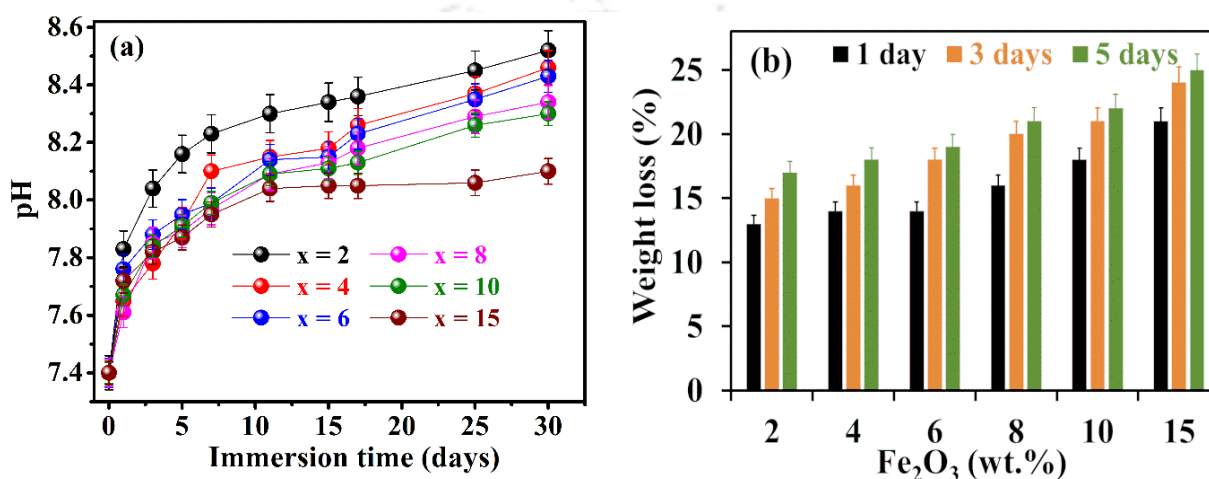 (a)
pH
8.6
8.4
8.2
8.0
7.8
7.6
7.4
x = 2
x = 4
x = 6
x = 8
x = 10
x = 15
0 5 10 15 20 25 30
Immersion time (days)
(b)
1 day 3 days 5 days
Weight loss (%)
25
20
15
10
5
0
2 4 6 8 10 15
Fe₂O₃ (wt.%)